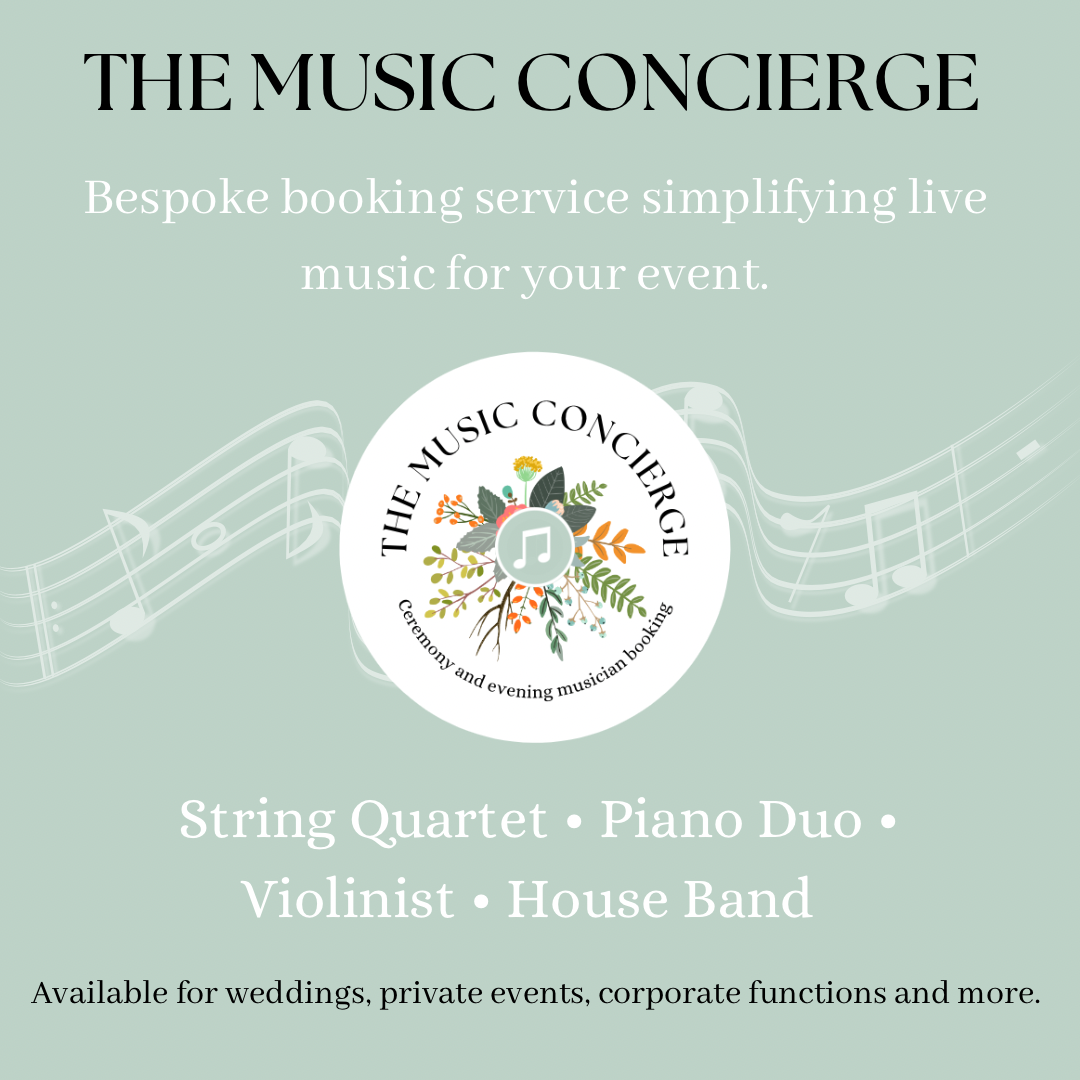 THE MUSIC CONCIERGE
Bespoke booking service simplifying live
music for your event.
THE MUSIC CONCIERGE
Ceremony and evening musician booking
String Quartet • Piano Duo •
Violinist • House Band
Available for weddings, private events, corporate functions and more.